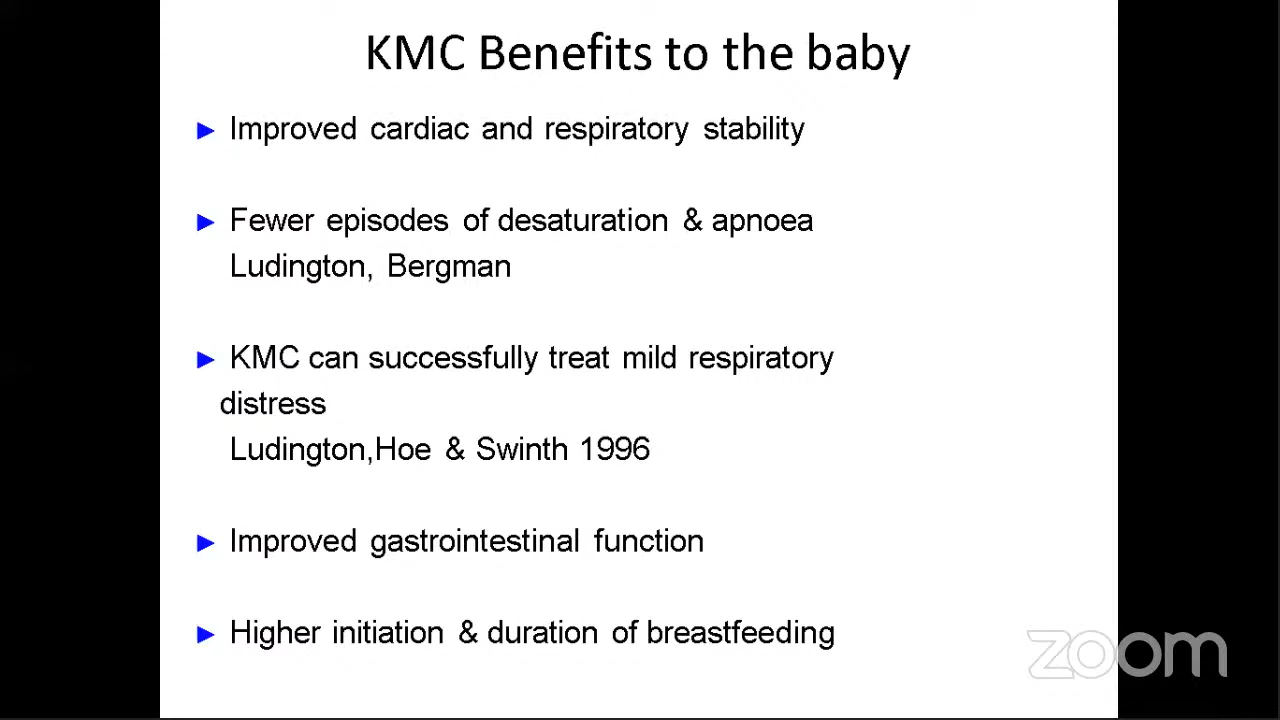 KMC Benefits to the baby
► Improved cardiac and respiratory stability
► Fewer episodes of desaturation & apnoea
Ludington, Bergman
► KMC can successfully treat mild respiratory
distress
Ludington,Hoe & Swinth 1996
► Improved gastrointestinal function
► Higher initiation & duration of breastfeeding
zoom